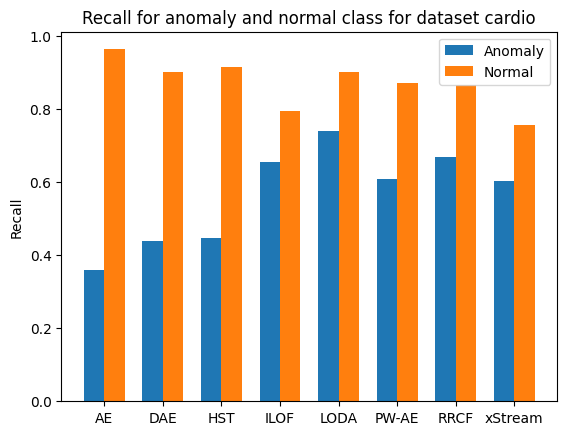 Recall for anomaly and normal class for dataset cardio
Anomaly
Normal
Recall
1.0
0.8
0.6
0.4
0.2
0.0
AE DAE HST ILOF LODA PW-AE RRCF xStream